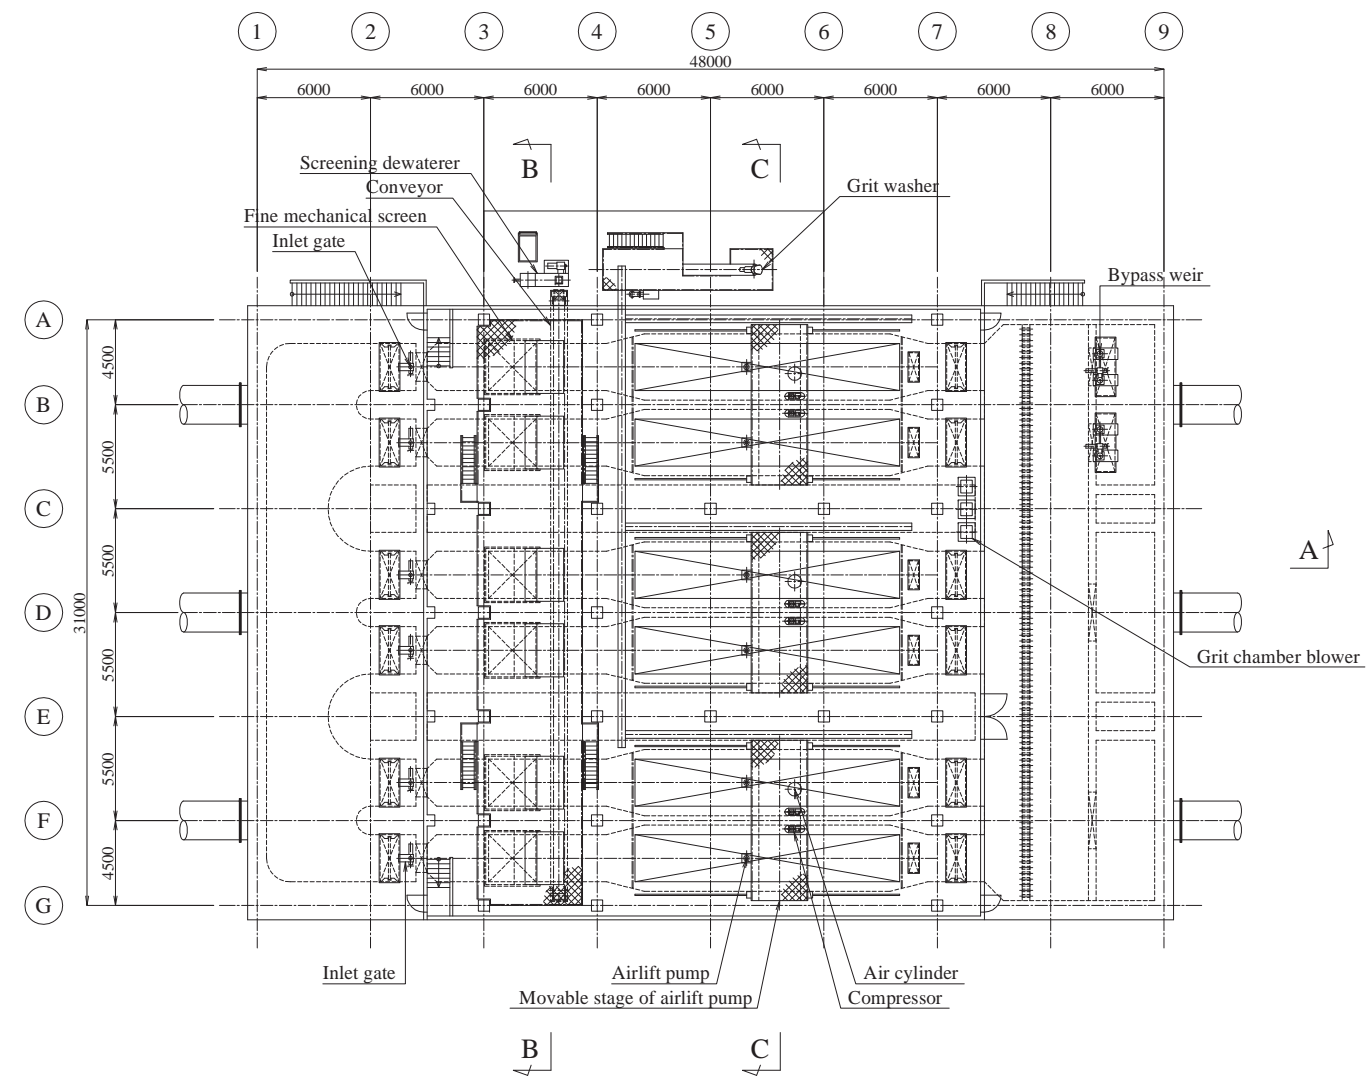 1 2 3 4 5 6 7 8 9
48000
6000 6000 6000 6000 6000 6000 6000 6000
B C
Screening dewaterer
Conveyor
Grit washer
Fine mechanical screen
Inlet gate
Bypass weir
A
4500
B
5500
C
5500
A
D
31000
5500
Grit chamber blower
E
5500
F
4500
G
Inlet gate
Airlift pump
Air cylinder
Movable stage of airlift pump
Compressor
B C